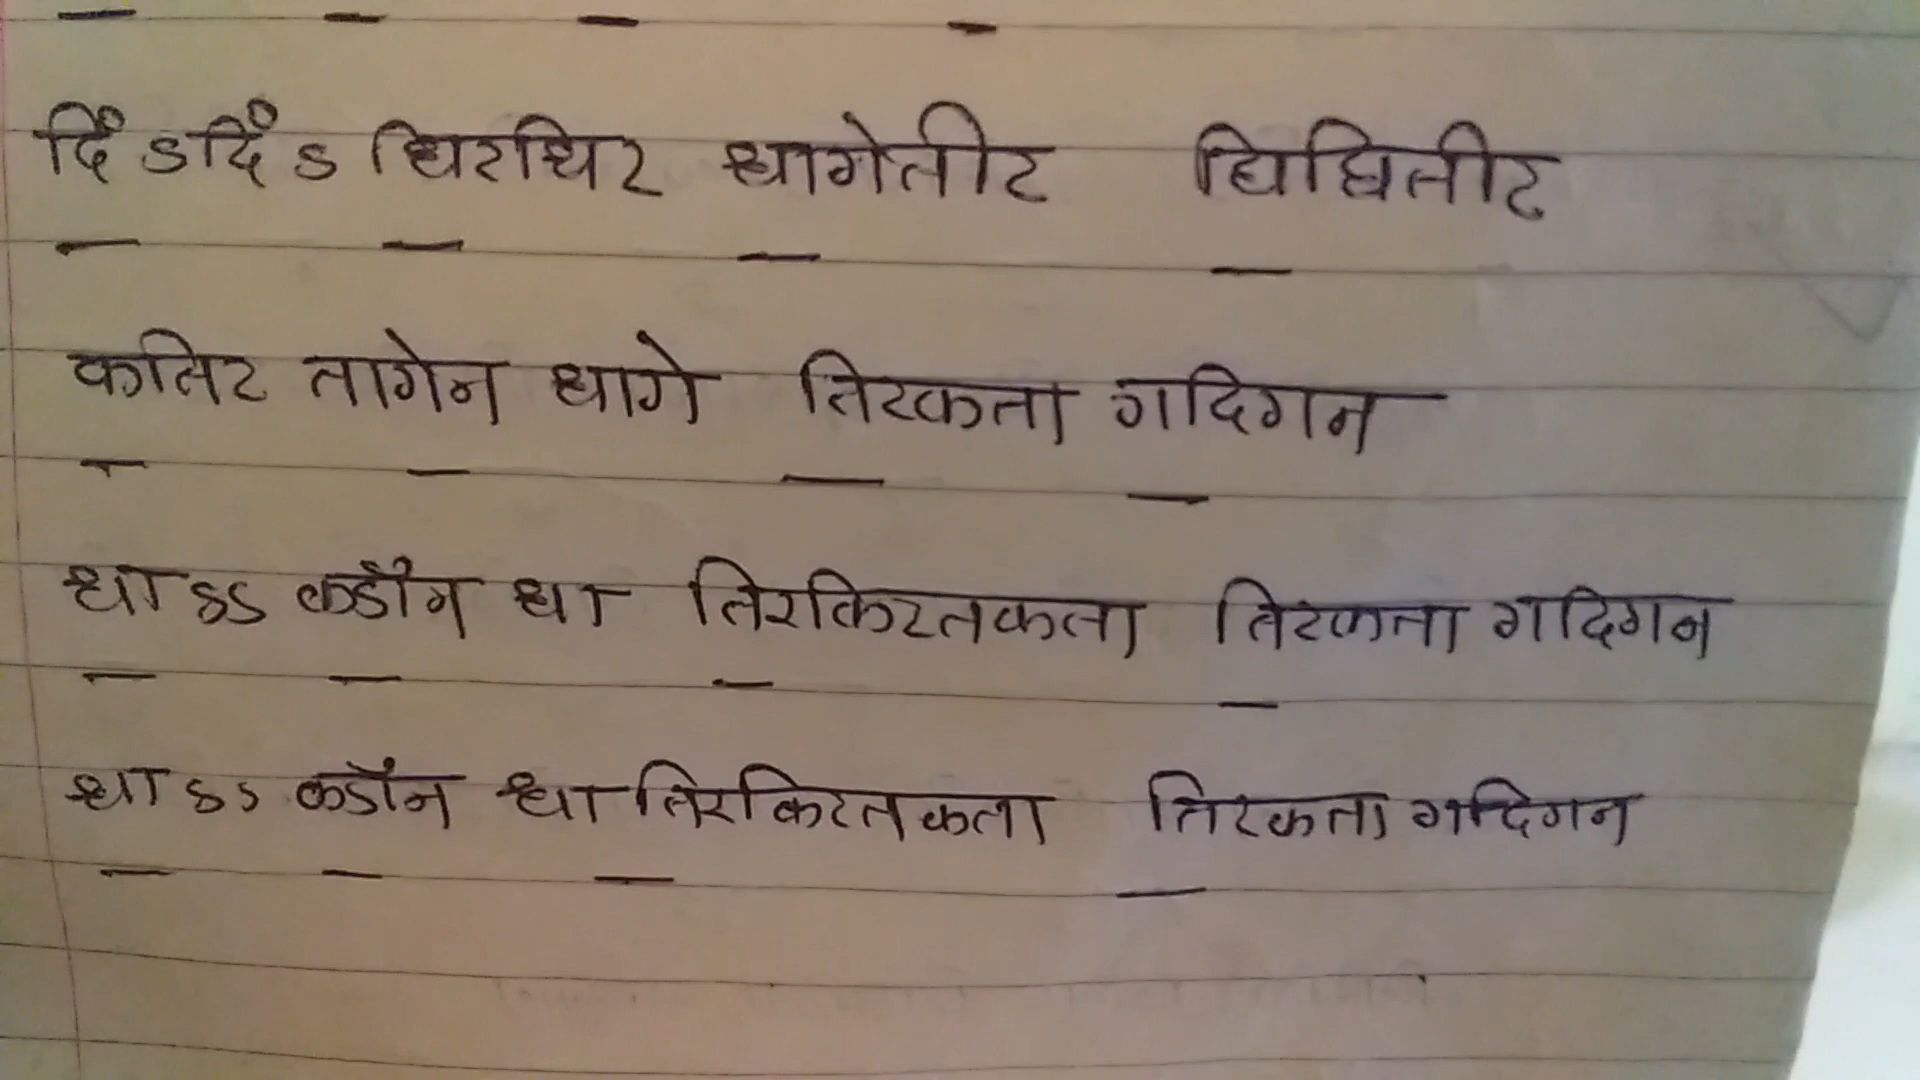 दिँ ऽदिँ ऽ धिरधिर धागेतीट घिघितीट
कतिट तागेन धागे तिरकता गदिगन
धा ऽऽ कडाँन धा तिरकिटतकता तिरकता गदिगन
धा ऽऽ कडाँन धा तिरकिटतकता तिरकता गदिगन